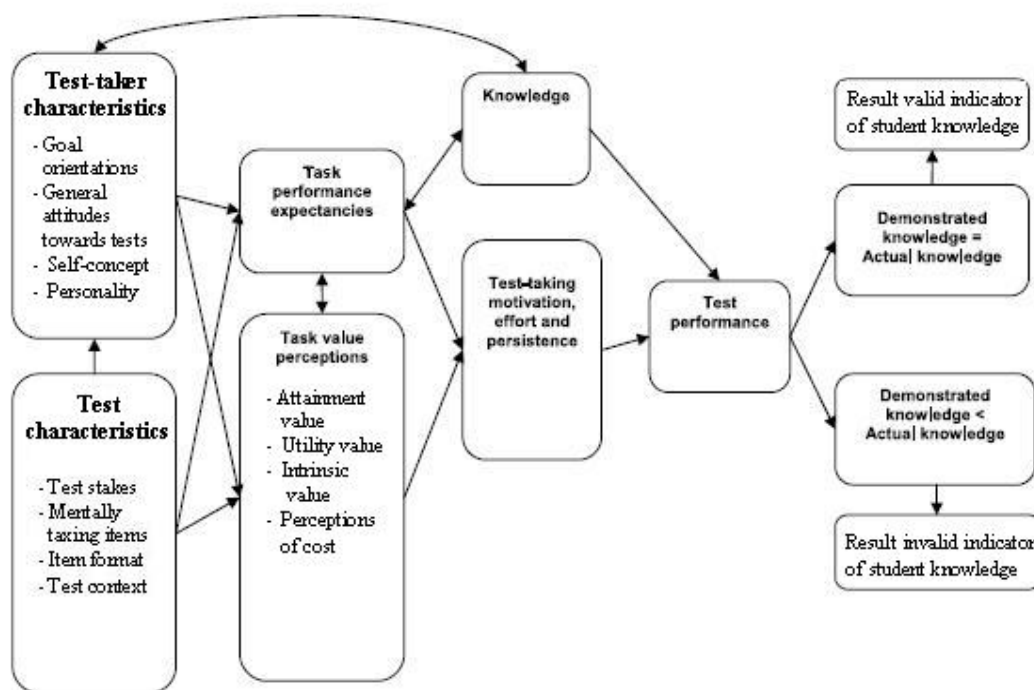 Test-taker
characteristics
- Goal
orientations
- General
attitudes
towards tests
- Self-concept
- Personality
Test
characteristics
- Test stakes
- Mentally
taxing items
- Item format
- Test context
Task
performance
expectancies
Task value
perceptions
- Attainment
value
- Utility value
- Intrinsic
value
- Perceptions
of cost
Knowledge
Test-taking
motivation,
effort and
persistence
Test
performance
Result valid indicator
of student knowledge
Demonstrated
knowledge =
Actual knowledge
Demonstrated
knowledge <
Actual knowledge
Result invalid indicator
of student knowledge